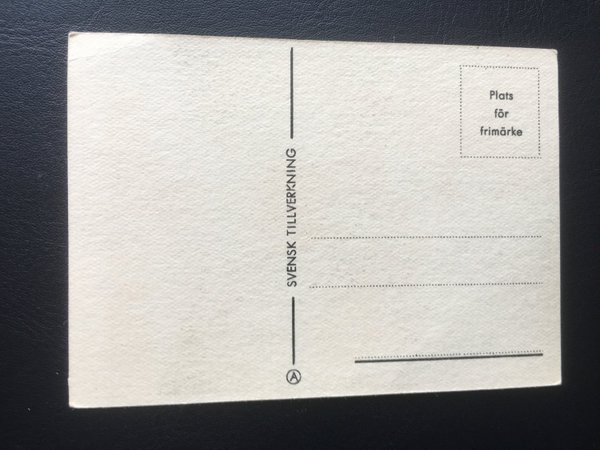 Plats
för
frimärke
SVENSK TILLVERKNING
A